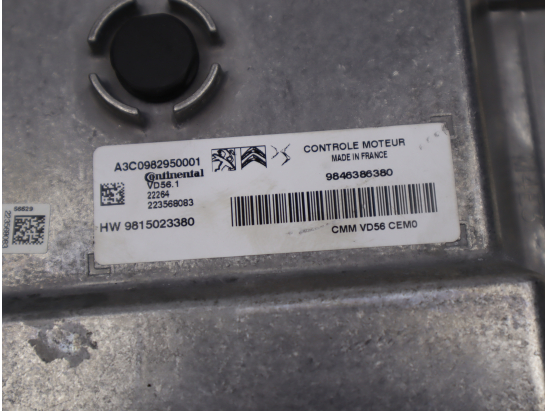 A3C0982950001
Continental
VD56.1
22264
223568083
HW 9815023380
CONTROLE MOTEUR
MADE IN FRANCE
9846386380
CMM VD56 CEM0